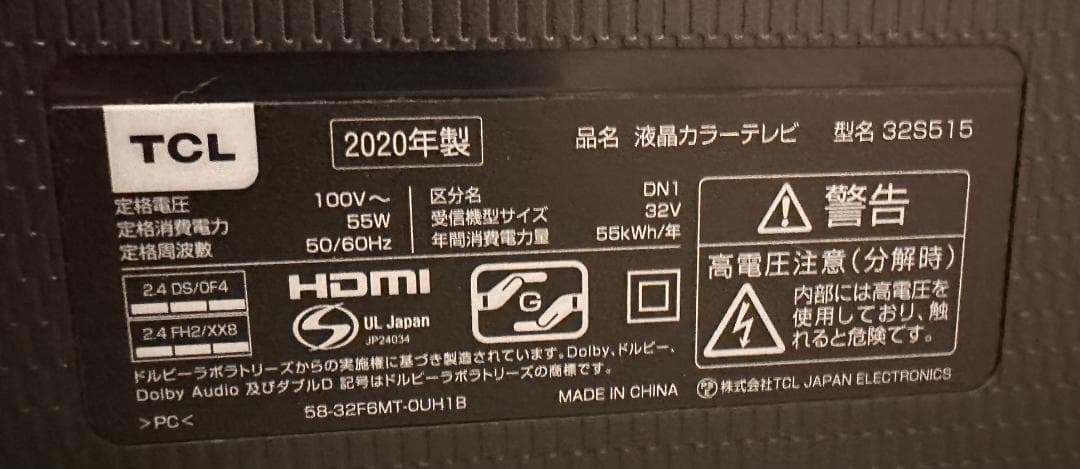 TCL
2020年製
品名 液晶カラーテレビ 型名 32S515
定格電圧 100V～
定格消費電力 55W
定格周波数 50/60Hz
区分名 DN1
受信機型サイズ 32V
年間消費電力量 55kWh/年
2.4 DS/OF4
2.4 FH2/XX8
HDMI
S
UL Japan
JP24034
G
警告
高電圧注意(分解時)
内部には高電圧を
使用しており、触
れると危険です。
ドルビーラボラトリーズからの実施権に基づき製造されています。Dolby、ドルビー、
Dolby Audio 及びダブルD 記号はドルビーラボラトリーズの商標です。
58-32F6MT-0UH1B
MADE IN CHINA
株式会社TCL JAPAN ELECTRONICS
>PC<